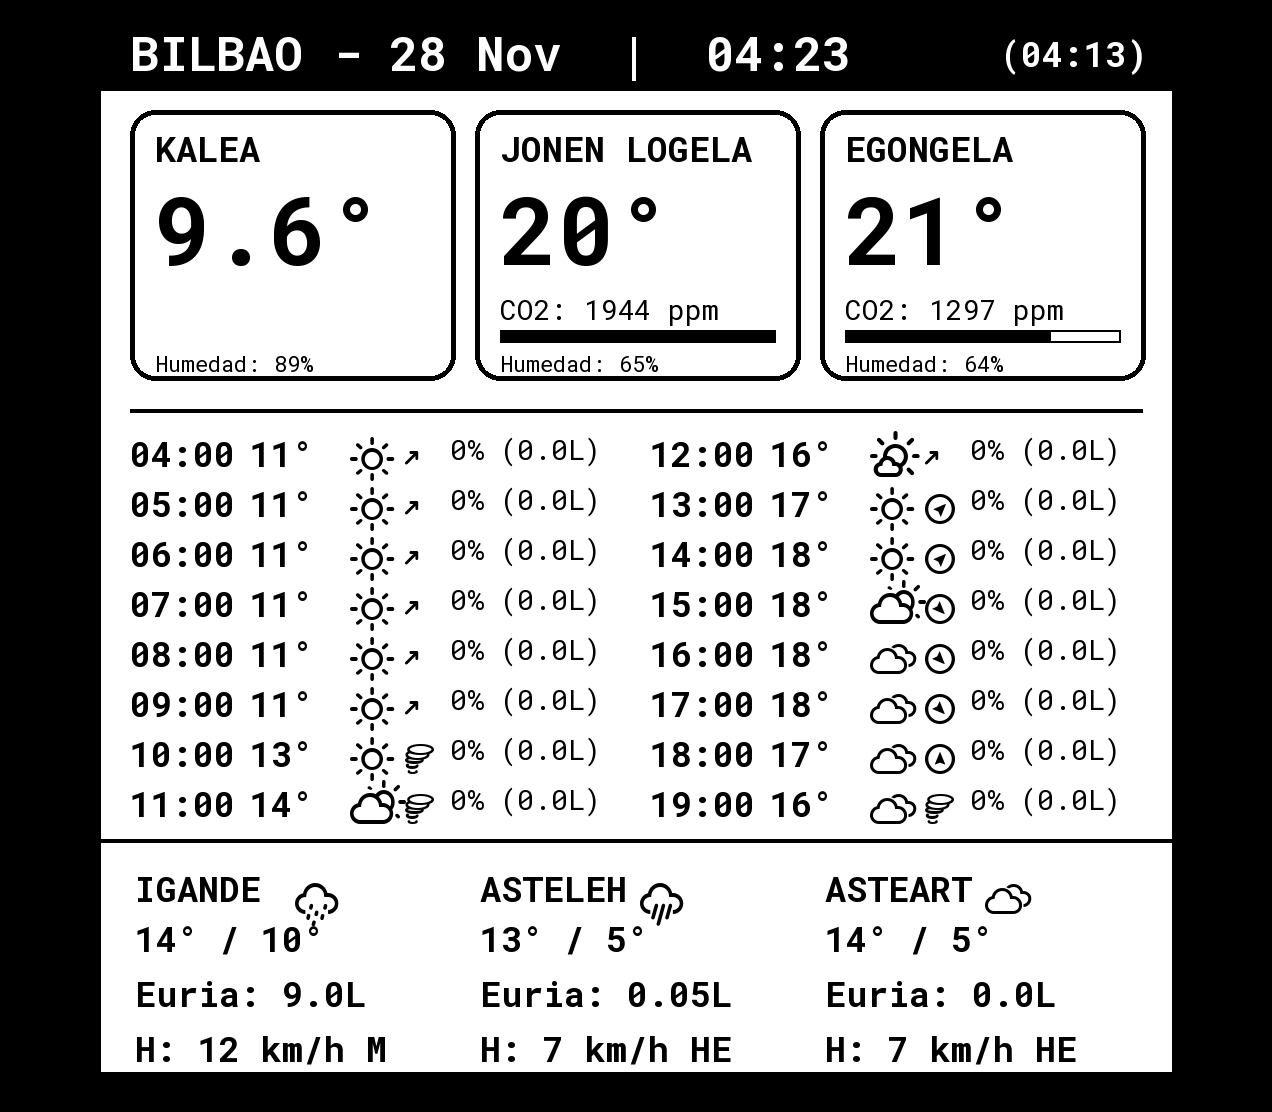 BILBAO - 28 Nov | 04:23 (04:13)
KALEA
9.6°
Humedad: 89%
JONEN LOGELA
20°
CO2: 1944 ppm
Humedad: 65%
EGONGELA
21°
CO2: 1297 ppm
Humedad: 64%
04:00 11° 0% (0.0L)
05:00 11° 0% (0.0L)
06:00 11° 0% (0.0L)
07:00 11° 0% (0.0L)
08:00 11° 0% (0.0L)
09:00 11° 0% (0.0L)
10:00 13° 0% (0.0L)
11:00 14° 0% (0.0L)
12:00 16° 0% (0.0L)
13:00 17° 0% (0.0L)
14:00 18° 0% (0.0L)
15:00 18° 0% (0.0L)
16:00 18° 0% (0.0L)
17:00 18° 0% (0.0L)
18:00 17° 0% (0.0L)
19:00 16° 0% (0.0L)
IGANDE
14° / 10°
Euria: 9.0L
H: 12 km/h M
ASTELEH
13° / 5°
Euria: 0.05L
H: 7 km/h HE
ASTEART
14° / 5°
Euria: 0.0L
H: 7 km/h HE